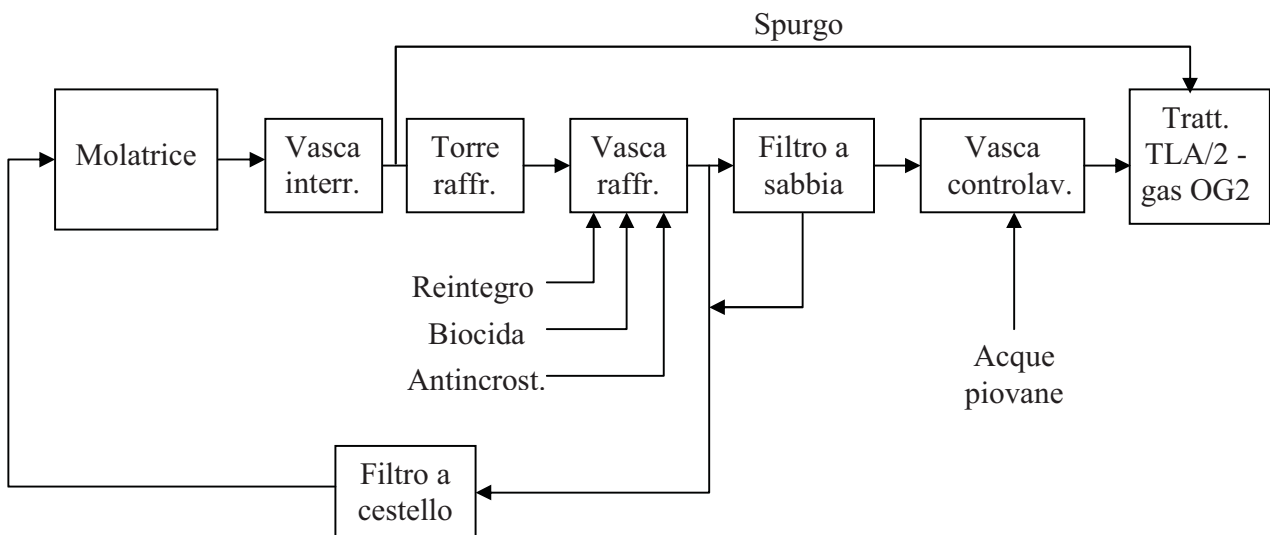 Spurgo
Molatrice
Vasca
interr.
Torre
raffr.
Vasca
raffr.
Filtro a
sabbia
Vasca
controlav.
Tratt.
TLA/2 -
gas OG2
Reintegro
Biocida
Antincrost.
Acque
piovane
Filtro a
cestello